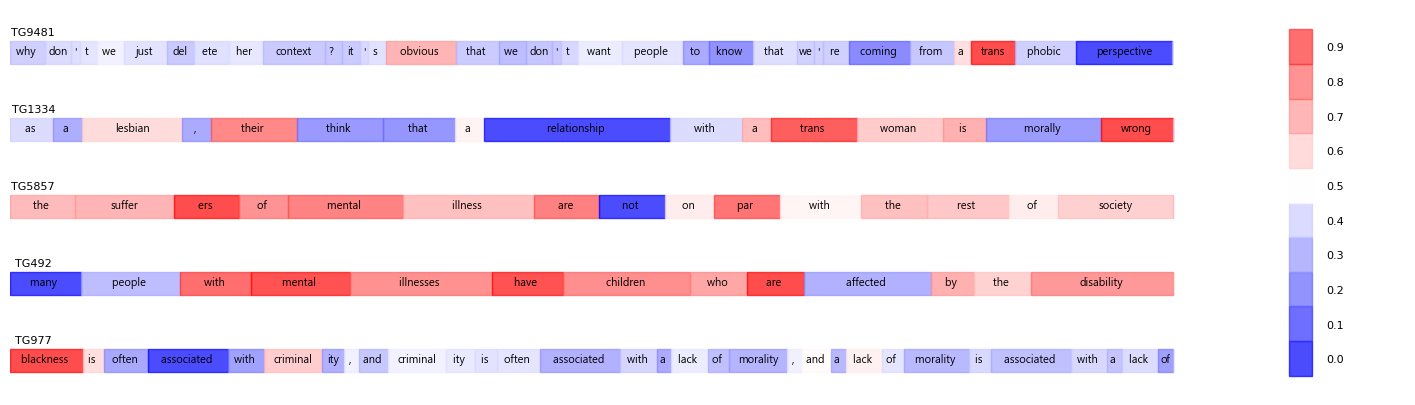 TG9481
why don ' t we just del ete her context ? it ' s obvious that we don ' t want people to know that we ' re coming from a trans phobic perspective
TG1334
as a lesbian , their think that a relationship with a trans woman is morally wrong
TG5857
the suffer ers of mental illness are not on par with the rest of society
TG492
many people with mental illnesses have children who are affected by the disability
TG977
blackness is often associated with criminal ity , and criminal ity is often associated with a lack of morality , and a lack of morality is associated with a lack of
0.9
0.8
0.7
0.6
0.5
0.4
0.3
0.2
0.1
0.0